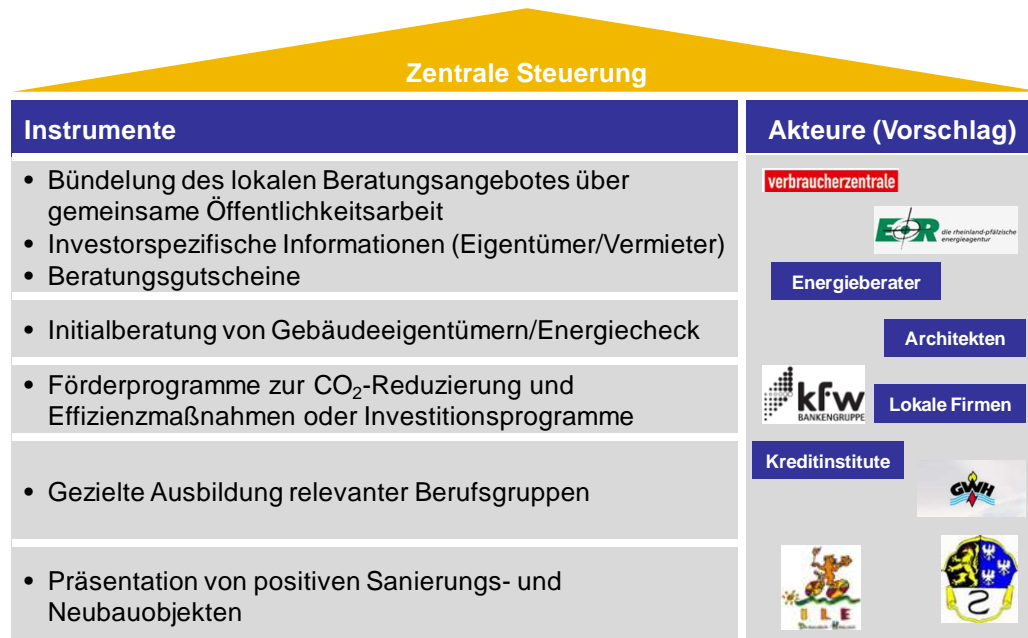 Zentrale Steuerung
Instrumente
• Bündelung des lokalen Beratungsangebotes über
gemeinsame Öffentlichkeitsarbeit
• Investorspezifische Informationen (Eigentümer/Vermieter)
• Beratungsgutscheine
• Initialberatung von Gebäudeeigentümern/Energiecheck
• Förderprogramme zur CO₂-Reduzierung und
Effizienzmaßnahmen oder Investitionsprogramme
• Gezielte Ausbildung relevanter Berufsgruppen
• Präsentation von positiven Sanierungs- und
Neubauobjekten
Akteure (Vorschlag)
verbraucherzentrale
EOR die rheinland-pfälzische
energieagentur
Energieberater
Architekten
kfw
BANKENGRUPPE
Lokale Firmen
Kreditinstitute
GWH
ILE